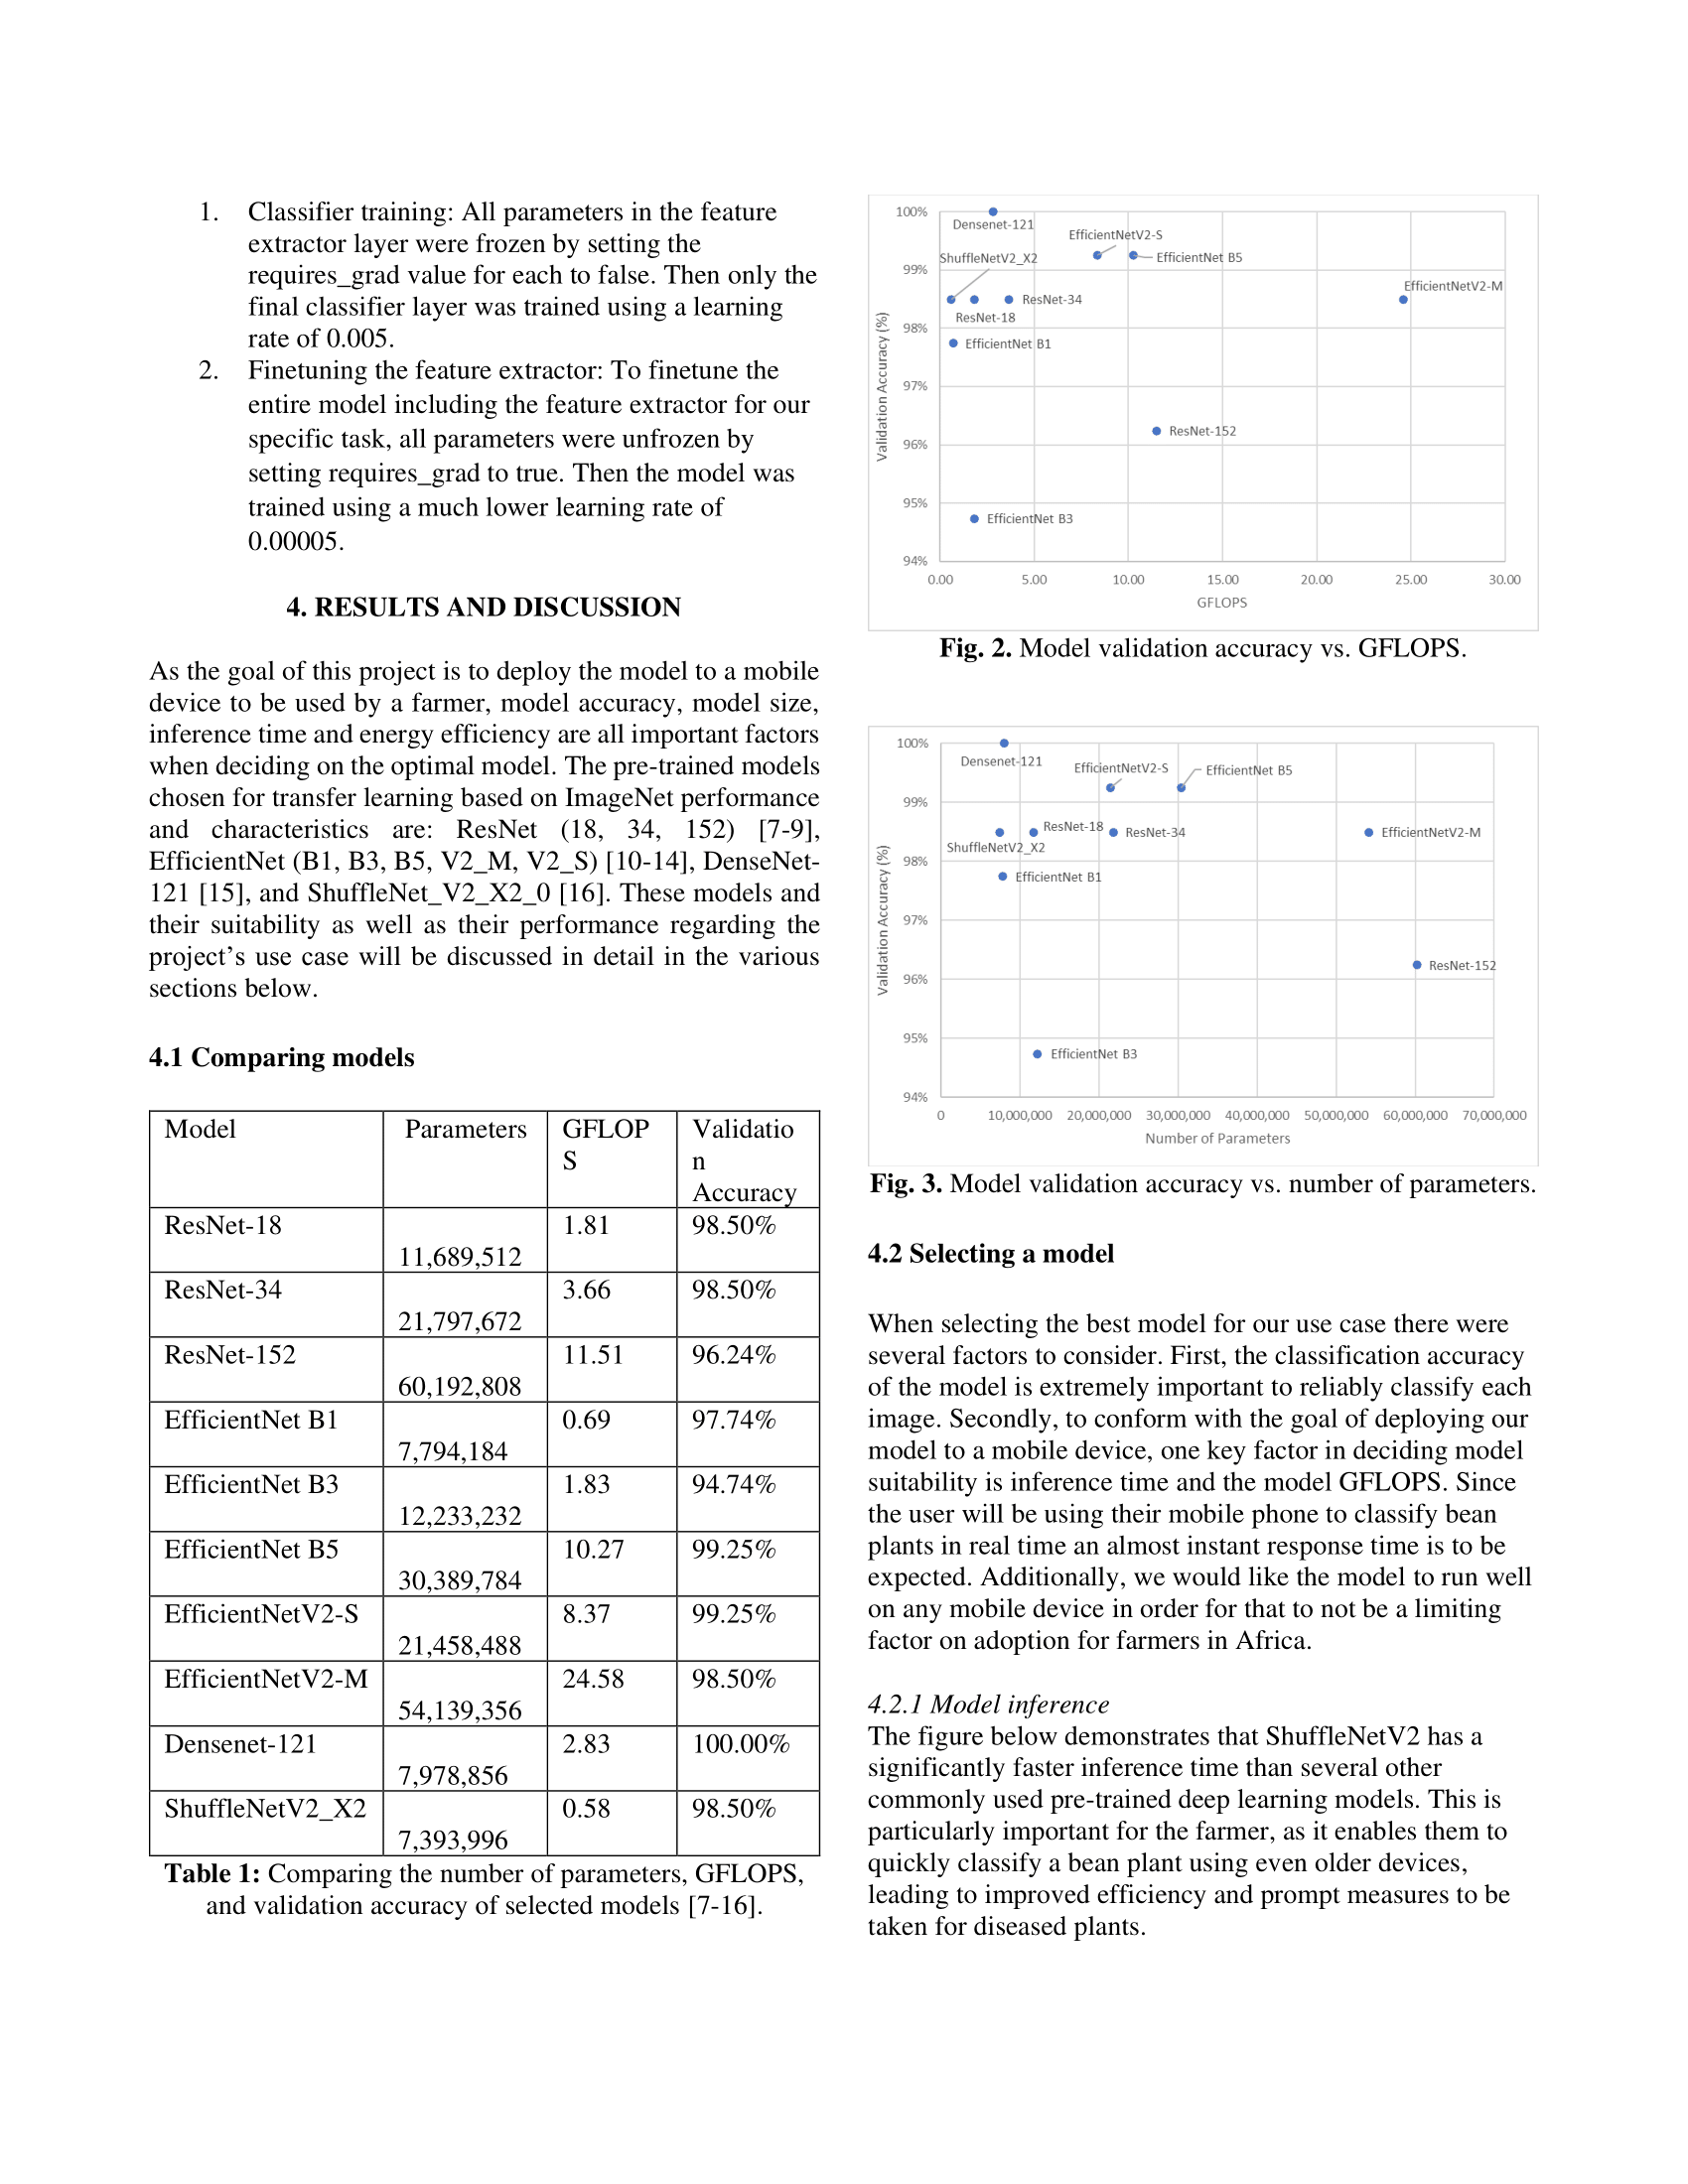 1. Classifier training: All parameters in the feature
extractor layer were frozen by setting the
requires_grad value for each to false. Then only the
final classifier layer was trained using a learning
rate of 0.005.
2. Finetuning the feature extractor: To finetune the
entire model including the feature extractor for our
specific task, all parameters were unfrozen by
setting requires_grad to true. Then the model was
trained using a much lower learning rate of
0.00005.
4. RESULTS AND DISCUSSION
As the goal of this project is to deploy the model to a mobile
device to be used by a farmer, model accuracy, model size,
inference time and energy efficiency are all important factors
when deciding on the optimal model. The pre-trained models
chosen for transfer learning based on ImageNet performance
and characteristics are: ResNet (18, 34, 152) [7-9],
EfficientNet (B1, B3, B5, V2_M, V2_S) [10-14], DenseNet-
121 [15], and ShuffleNet_V2_X2_0 [16]. These models and
their suitability as well as their performance regarding the
project's use case will be discussed in detail in the various
sections below.
4.1 Comparing models
Model Parameters GFLOP
S Validatio
n
Accuracy
ResNet-18 11,689,512 1.81 98.50%
ResNet-34 21,797,672 3.66 98.50%
ResNet-152 60,192,808 11.51 96.24%
EfficientNet B1 7,794,184 0.69 97.74%
EfficientNet B3 12,233,232 1.83 94.74%
EfficientNet B5 30,389,784 10.27 99.25%
EfficientNetV2-S 21,458,488 8.37 99.25%
EfficientNetV2-M 54,139,356 24.58 98.50%
Densenet-121 7,978,856 2.83 100.00%
ShuffleNetV2_X2 7,393,996 0.58 98.50%
Table 1: Comparing the number of parameters, GFLOPS,
and validation accuracy of selected models [7-16].
100%
Densenet-121
EfficientNetV2-S
ShuffleNetV2_X2
EfficientNet B5
99%
EfficientNetV2-M
ResNet-34
ResNet-18
98%
EfficientNet B1
97%
Validation Accuracy (%)
96%
ResNet-152
95%
EfficientNet B3
94%
0.00 5.00 10.00 15.00 20.00 25.00 30.00
GFLOPS
Fig. 2. Model validation accuracy vs. GFLOPS.
100%
Densenet-121
EfficientNetV2-S
EfficientNet B5
99%
ResNet-18
ResNet-34
EfficientNetV2-M
ShuffleNetV2_X2
98%
EfficientNet B1
97%
Validation Accuracy (%)
ResNet-152
96%
95%
EfficientNet B3
94%
0 10,000,000 20,000,000 30,000,000 40,000,000 50,000,000 60,000,000 70,000,000
Number of Parameters
Fig. 3. Model validation accuracy vs. number of parameters.
4.2 Selecting a model
When selecting the best model for our use case there were
several factors to consider. First, the classification accuracy
of the model is extremely important to reliably classify each
image. Secondly, to conform with the goal of deploying our
model to a mobile device, one key factor in deciding model
suitability is inference time and the model GFLOPS. Since
the user will be using their mobile phone to classify bean
plants in real time an almost instant response time is to be
expected. Additionally, we would like the model to run well
on any mobile device in order for that to not be a limiting
factor on adoption for farmers in Africa.
4.2.1 Model inference
The figure below demonstrates that ShuffleNetV2 has a
significantly faster inference time than several other
commonly used pre-trained deep learning models. This is
particularly important for the farmer, as it enables them to
quickly classify a bean plant using even older devices,
leading to improved efficiency and prompt measures to be
taken for diseased plants.